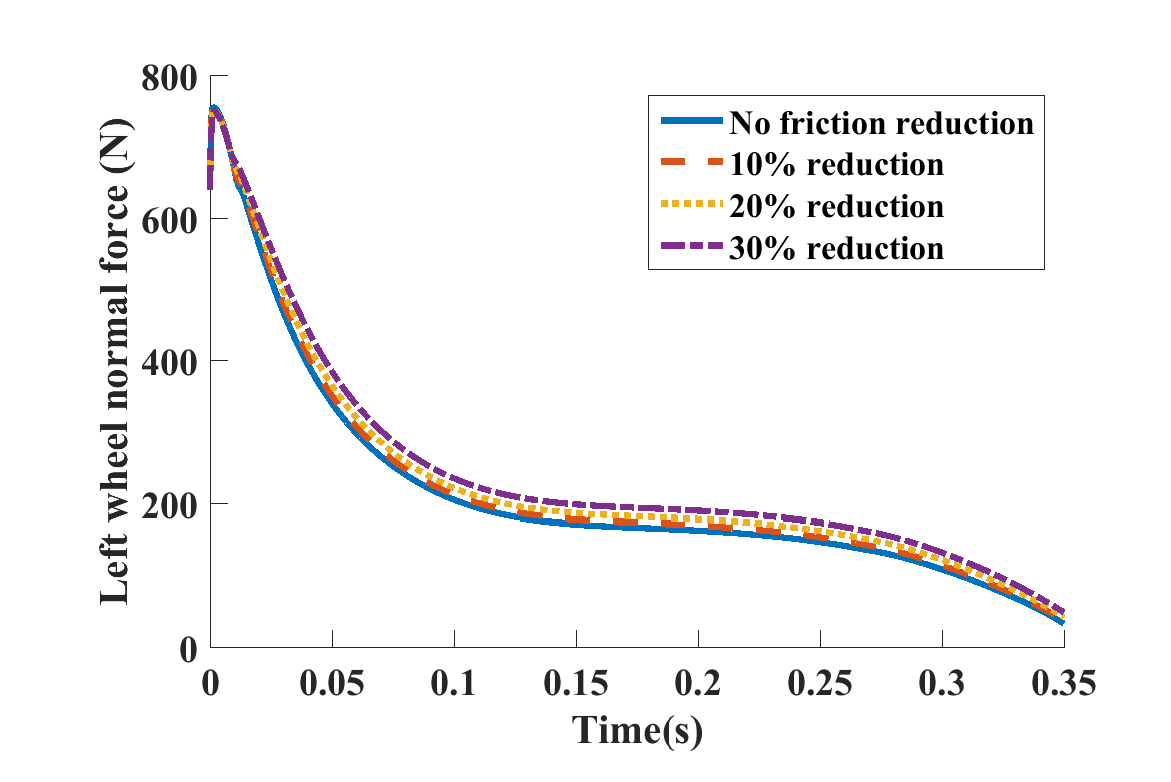 Left wheel normal force (N)
800
600
400
200
0
No friction reduction
10% reduction
20% reduction
30% reduction
0 0.05 0.1 0.15 0.2 0.25 0.3 0.35
Time(s)